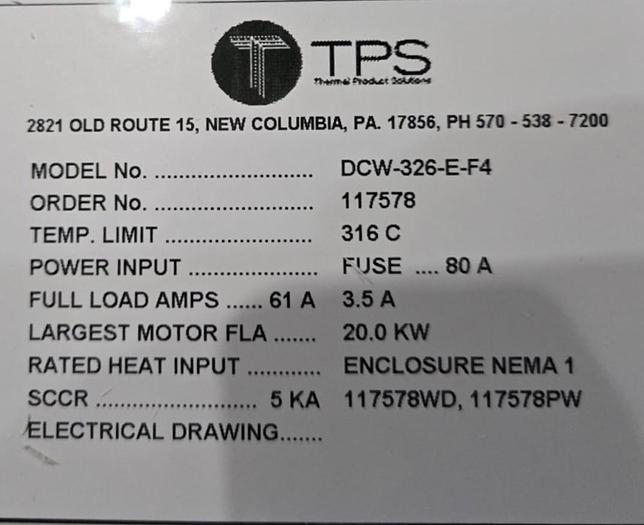 TPS
Thermal Product Solutions
2821 OLD ROUTE 15, NEW COLUMBIA, PA. 17856, PH 570 - 538 - 7200
MODEL No. ............................ DCW-326-E-F4
ORDER No. ............................ 117578
TEMP. LIMIT .......................... 316 C
POWER INPUT ....................... FUSE .... 80 A
FULL LOAD AMPS ...... 61 A 3.5 A
LARGEST MOTOR FLA ....... 20.0 KW
RATED HEAT INPUT ............. ENCLOSURE NEMA 1
SCCR ............................ 5 KA 117578WD, 117578PW
ELECTRICAL DRAWING.......